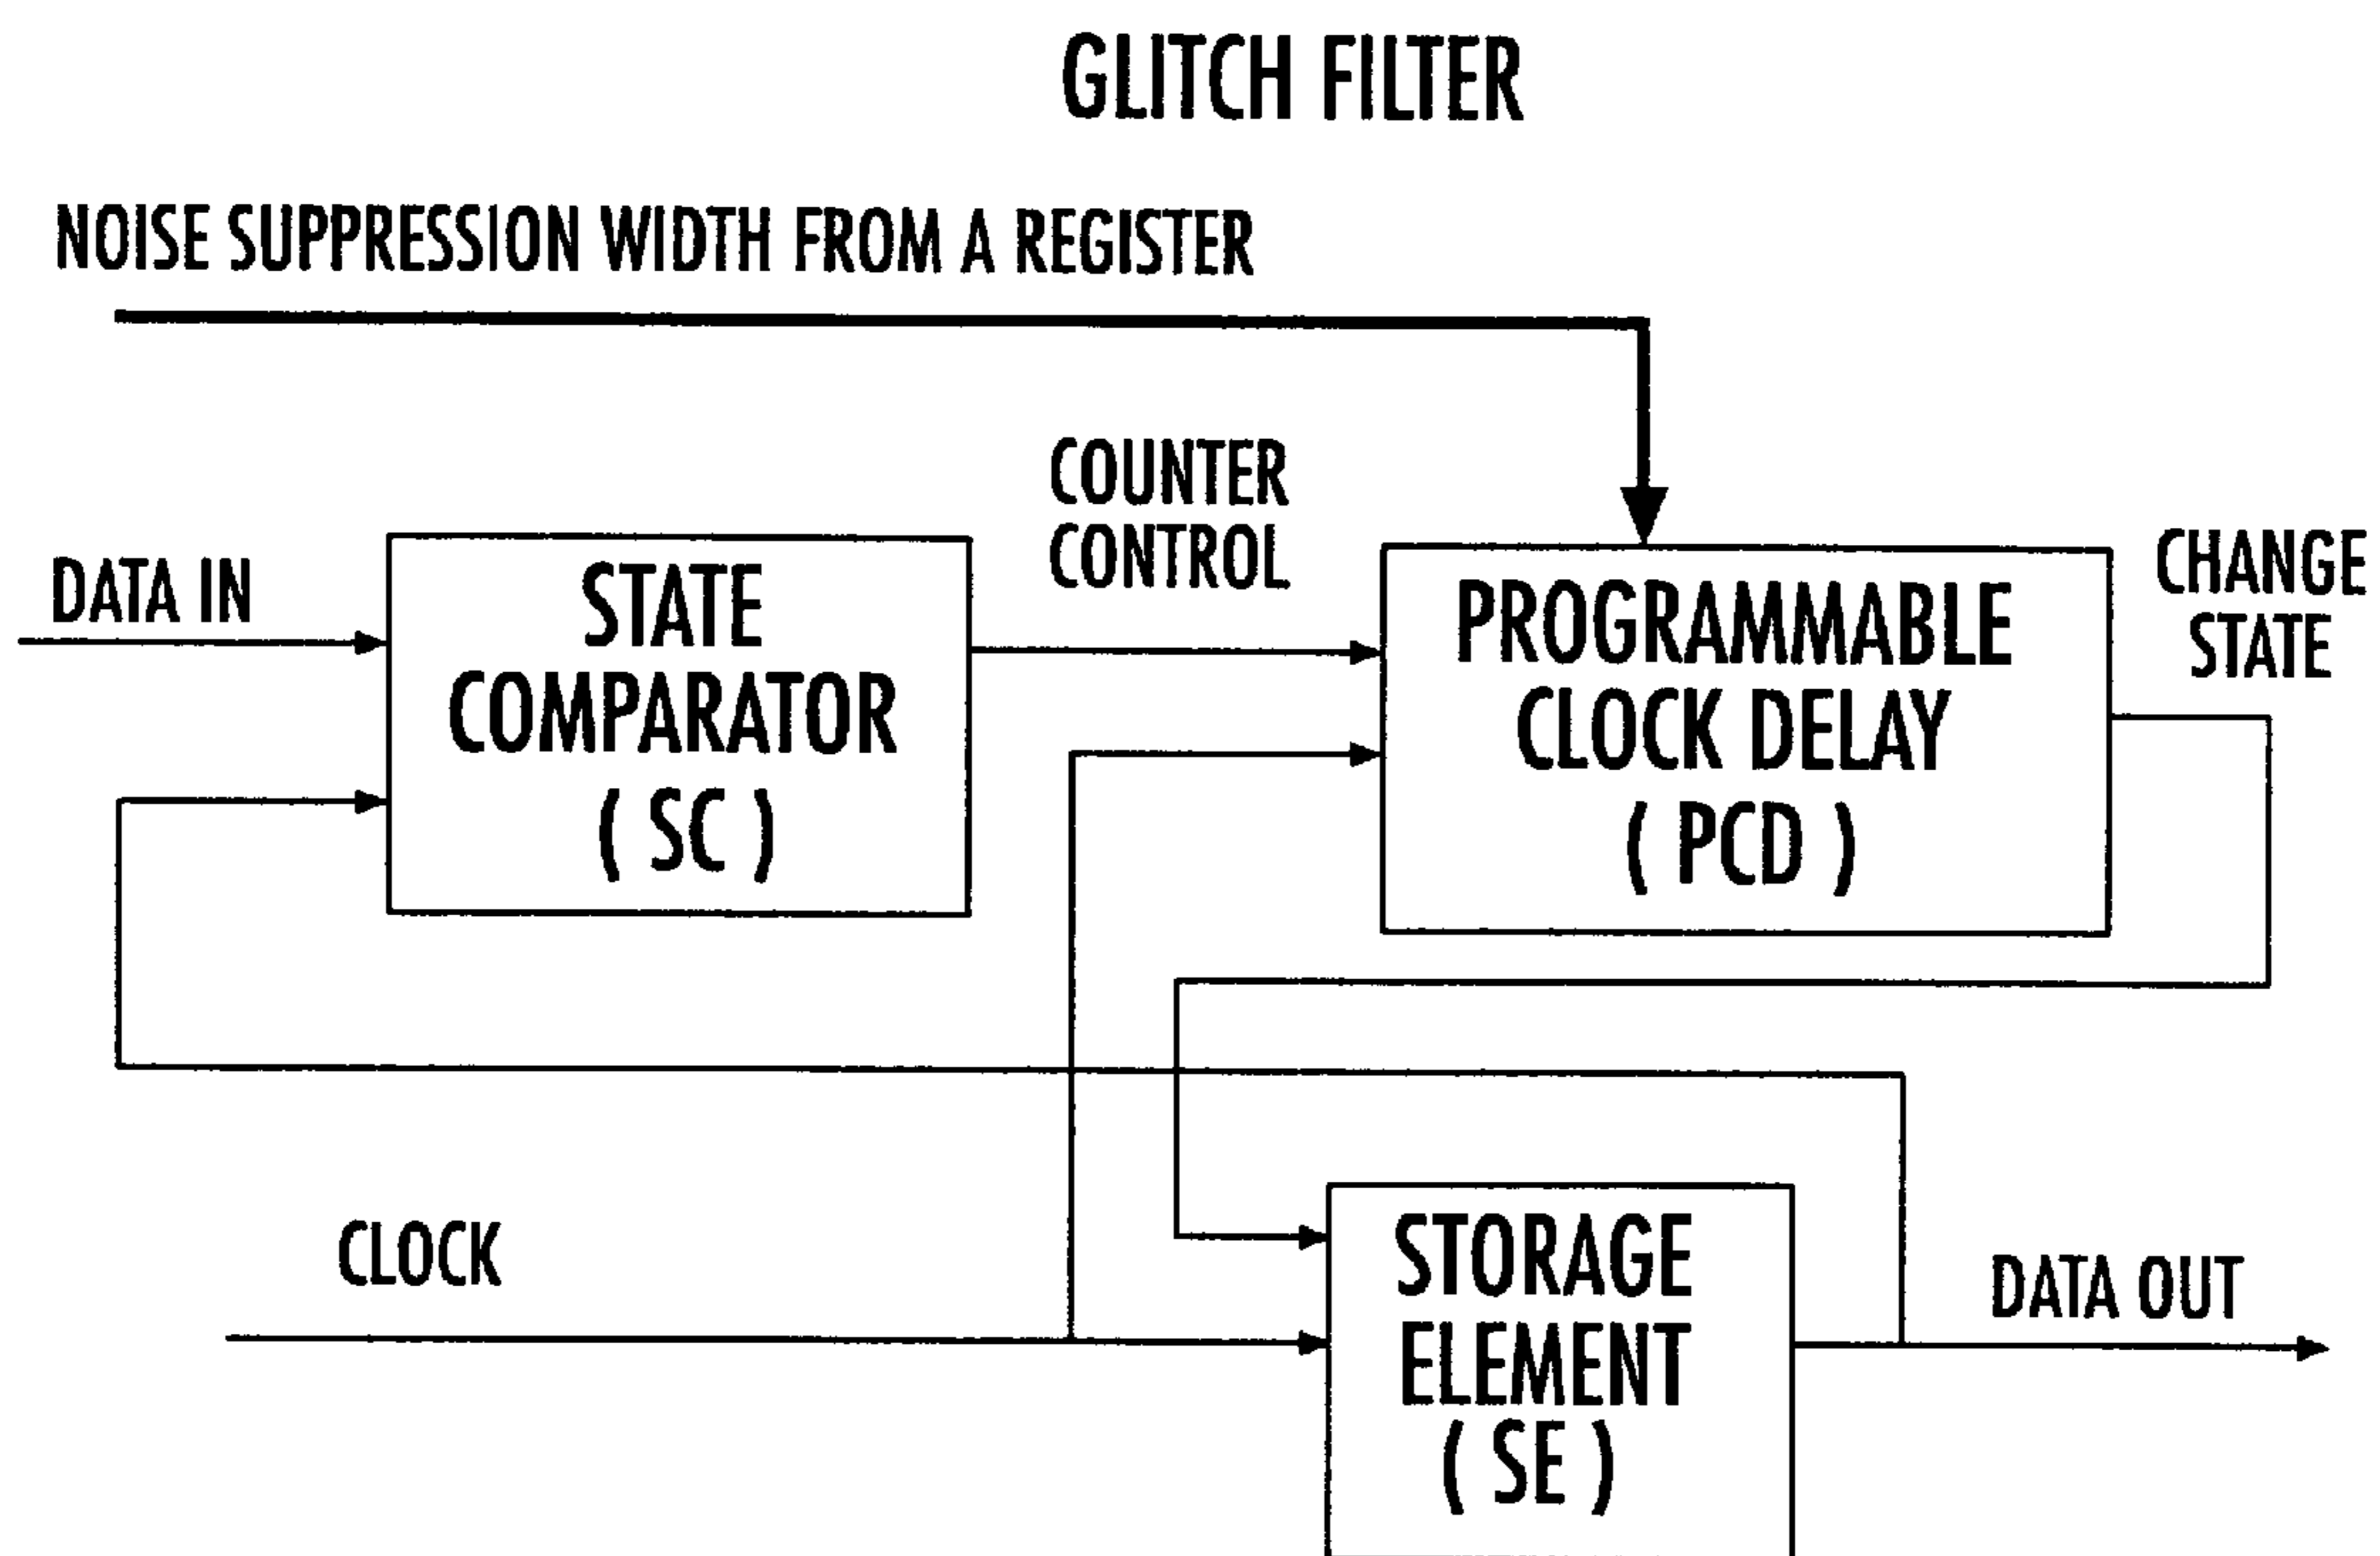 GLITCH FILTER
NOISE SUPPRESSION WIDTH FROM A REGISTER
COUNTER
CONTROL
DATA IN
STATE
COMPARATOR
( SC )
PROGRAMMABLE
CLOCK DELAY
( PCD )
CHANGE
STATE
CLOCK
STORAGE
ELEMENT
( SE )
DATA OUT